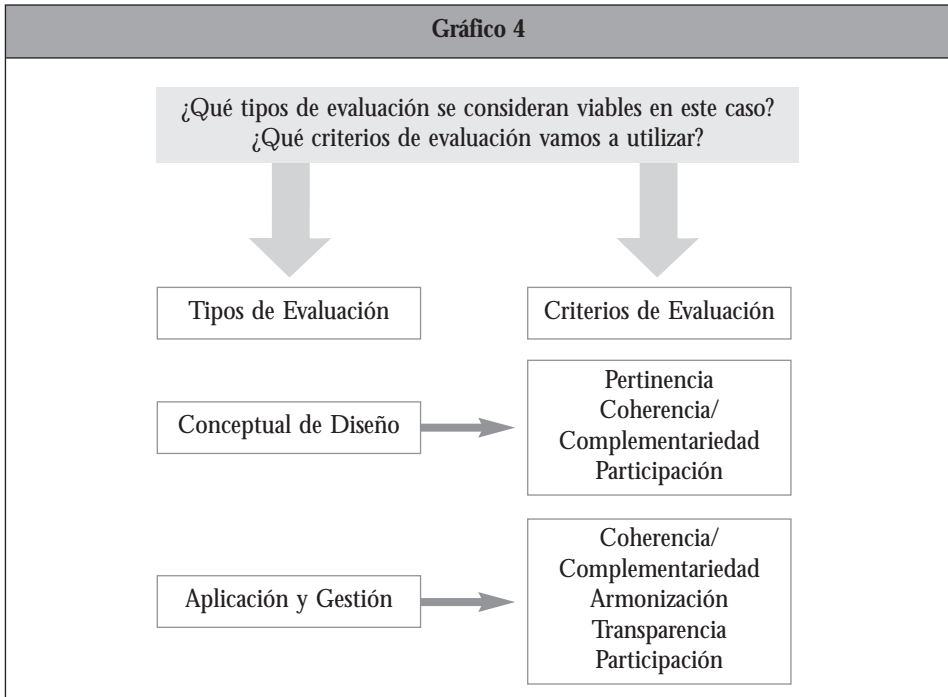 Gráfico 4
¿Qué tipos de evaluación se consideran viables en este caso?
¿Qué criterios de evaluación vamos a utilizar?
Tipos de Evaluación
Criterios de Evaluación
Conceptual de Diseño
Pertinencia
Coherencia/
Complementariedad
Participación
Aplicación y Gestión
Coherencia/
Complementariedad
Armonización
Transparencia
Participación